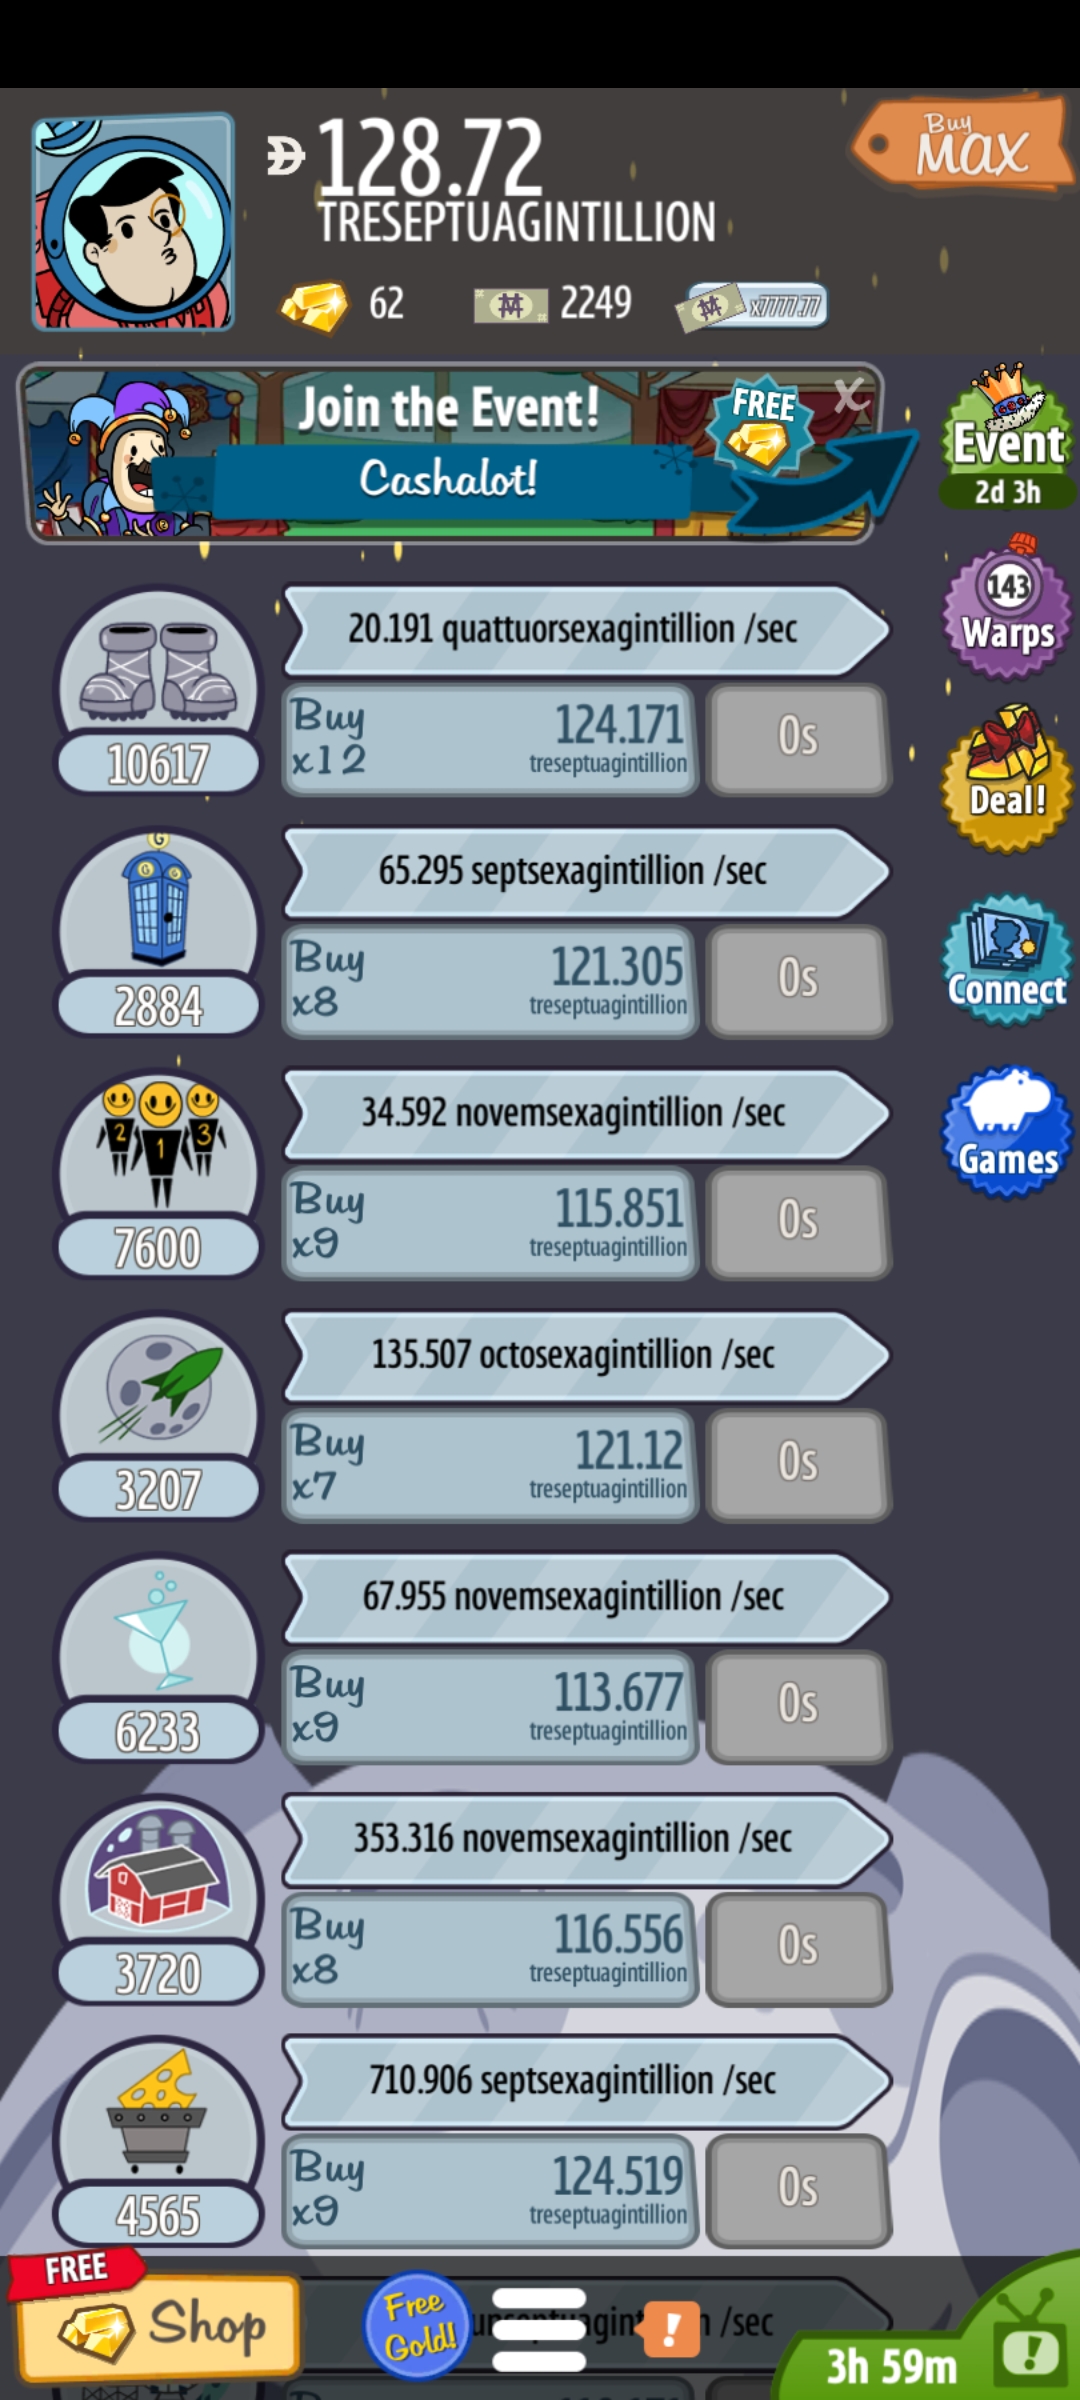 128.72
TRESEPTUAGINTILLION
Buy
Max
62
2249
x7777.77
Join the Event!
Cashalot!
FREE
X
Event
2d 3h
20.191 quattuorsexagintillion /sec
10617
Buy
x12
124.171
treseptuagintillion
0s
143
Warps
65.295 septsexagintillion /sec
2884
Buy
x8
121.305
treseptuagintillion
0s
Deal!
34.592 novemsexagintillion /sec
2 1 3
7600
Buy
x9
115.851
treseptuagintillion
0s
Connect
Games
135.507 octosexagintillion /sec
3207
Buy
x7
121.12
treseptuagintillion
0s
67.955 novemsexagintillion /sec
6233
Buy
x9
113.677
treseptuagintillion
0s
353.316 novemsexagintillion /sec
3720
Buy
x8
116.556
treseptuagintillion
0s
710.906 septsexagintillion /sec
4565
Buy
x9
124.519
treseptuagintillion
0s
FREE
Shop
Free
Gold!
/sec
!
3h 59m
!
Buy